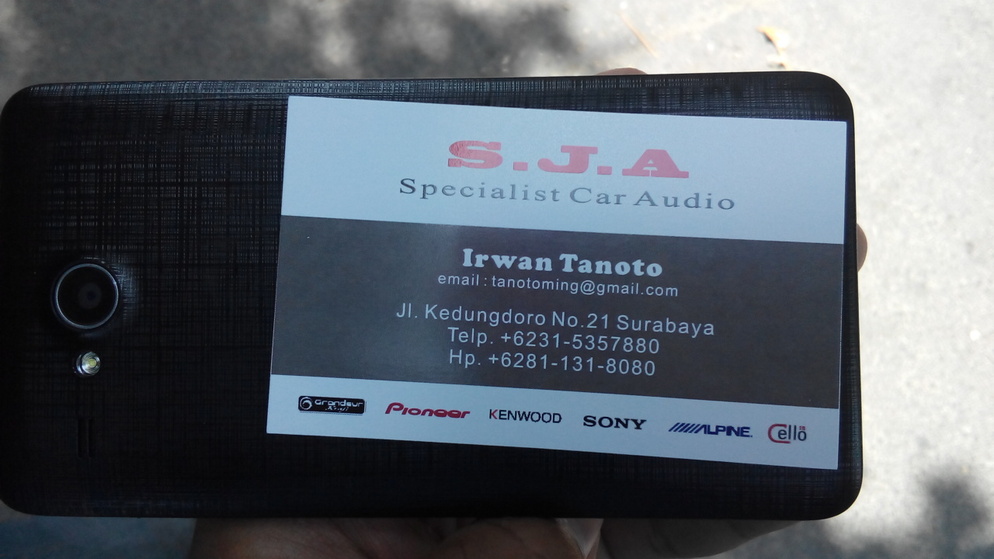 S.J.A
Specialist Car Audio
Irwan Tanoto
email : tanotoming@gmail.com
Jl. Kedungdoro No.21 Surabaya
Telp. +6231-5357880
Hp. +6281-131-8080
Grandeur
Pioneer KENWOOD SONY ALPINE. Cello